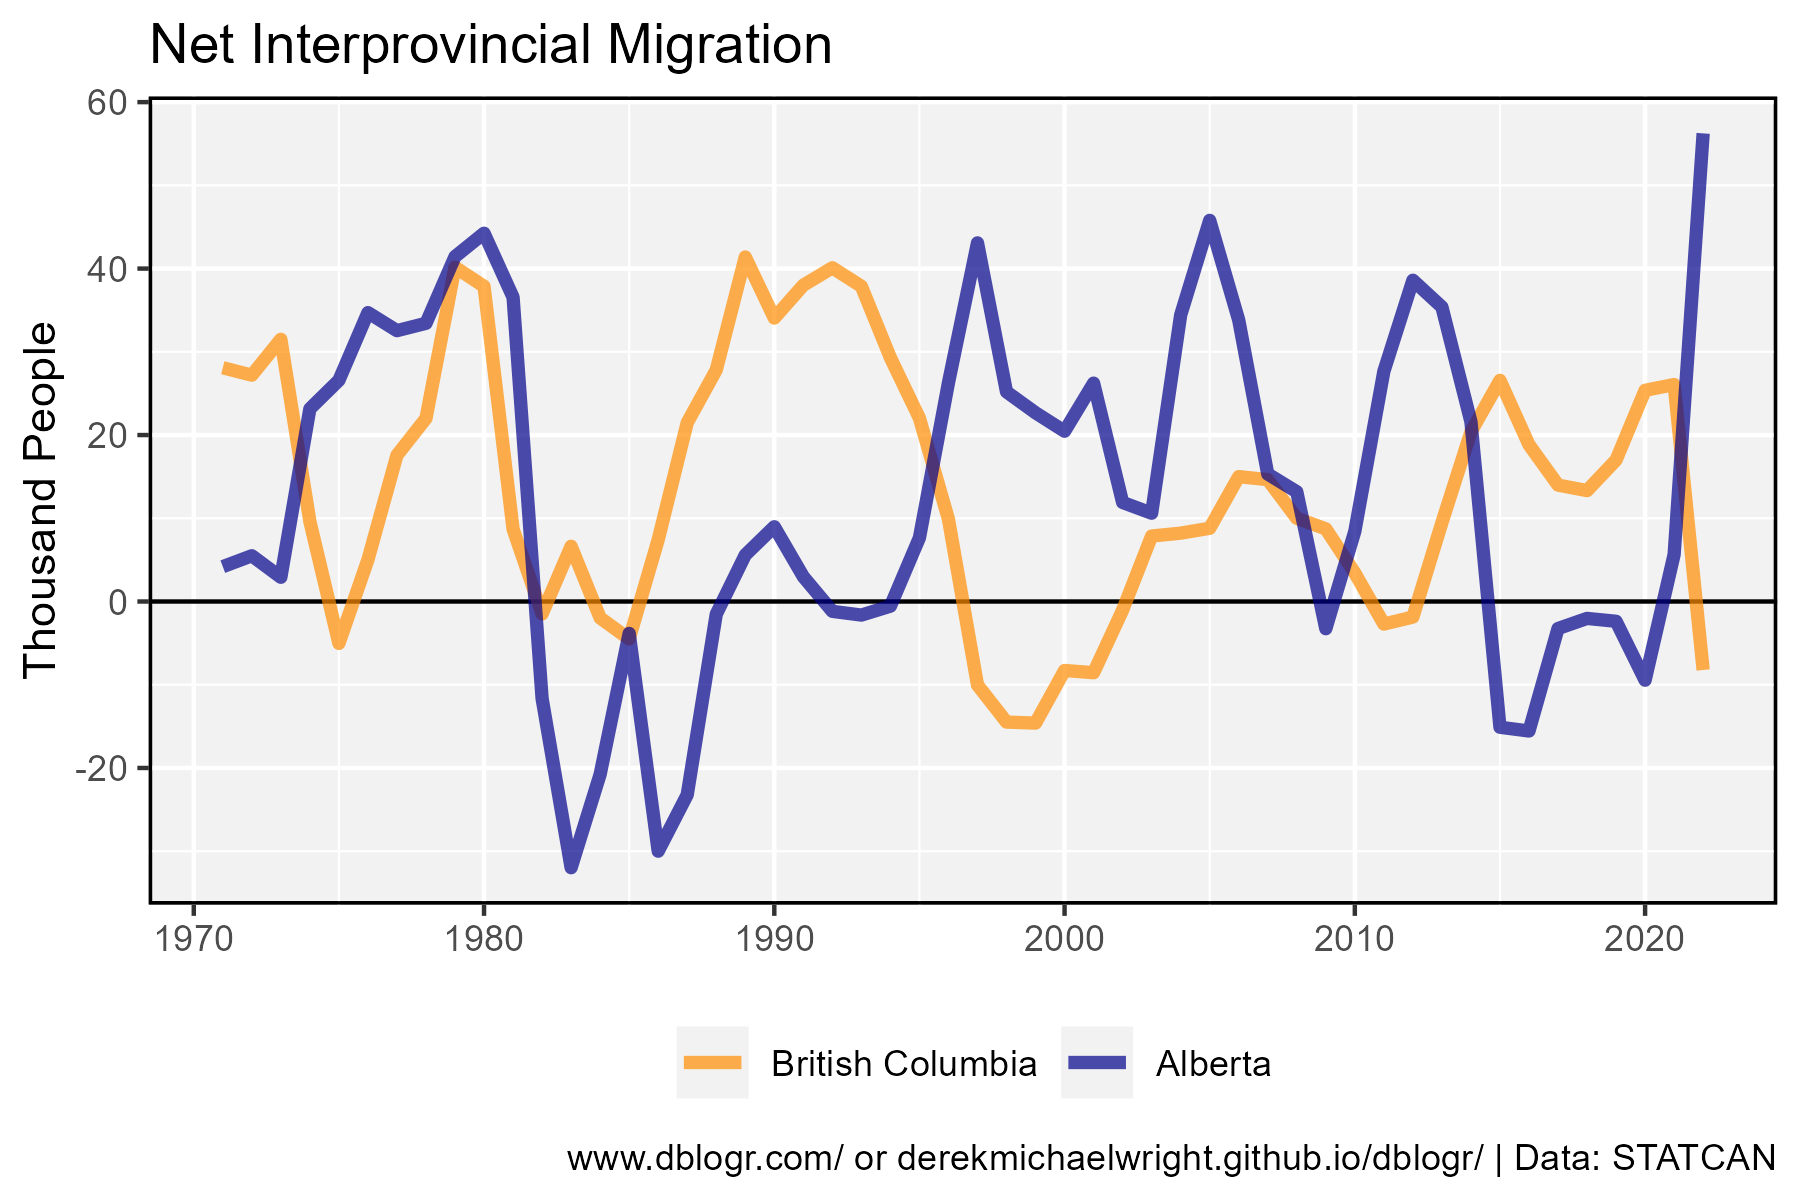 Net Interprovincial Migration
Thousand People
60
40
20
0
-20
1970 1980 1990 2000 2010 2020
British Columbia Alberta
www.dblogr.com/ or derekmichaelwright.github.io/dblogr/ | Data: STATCAN